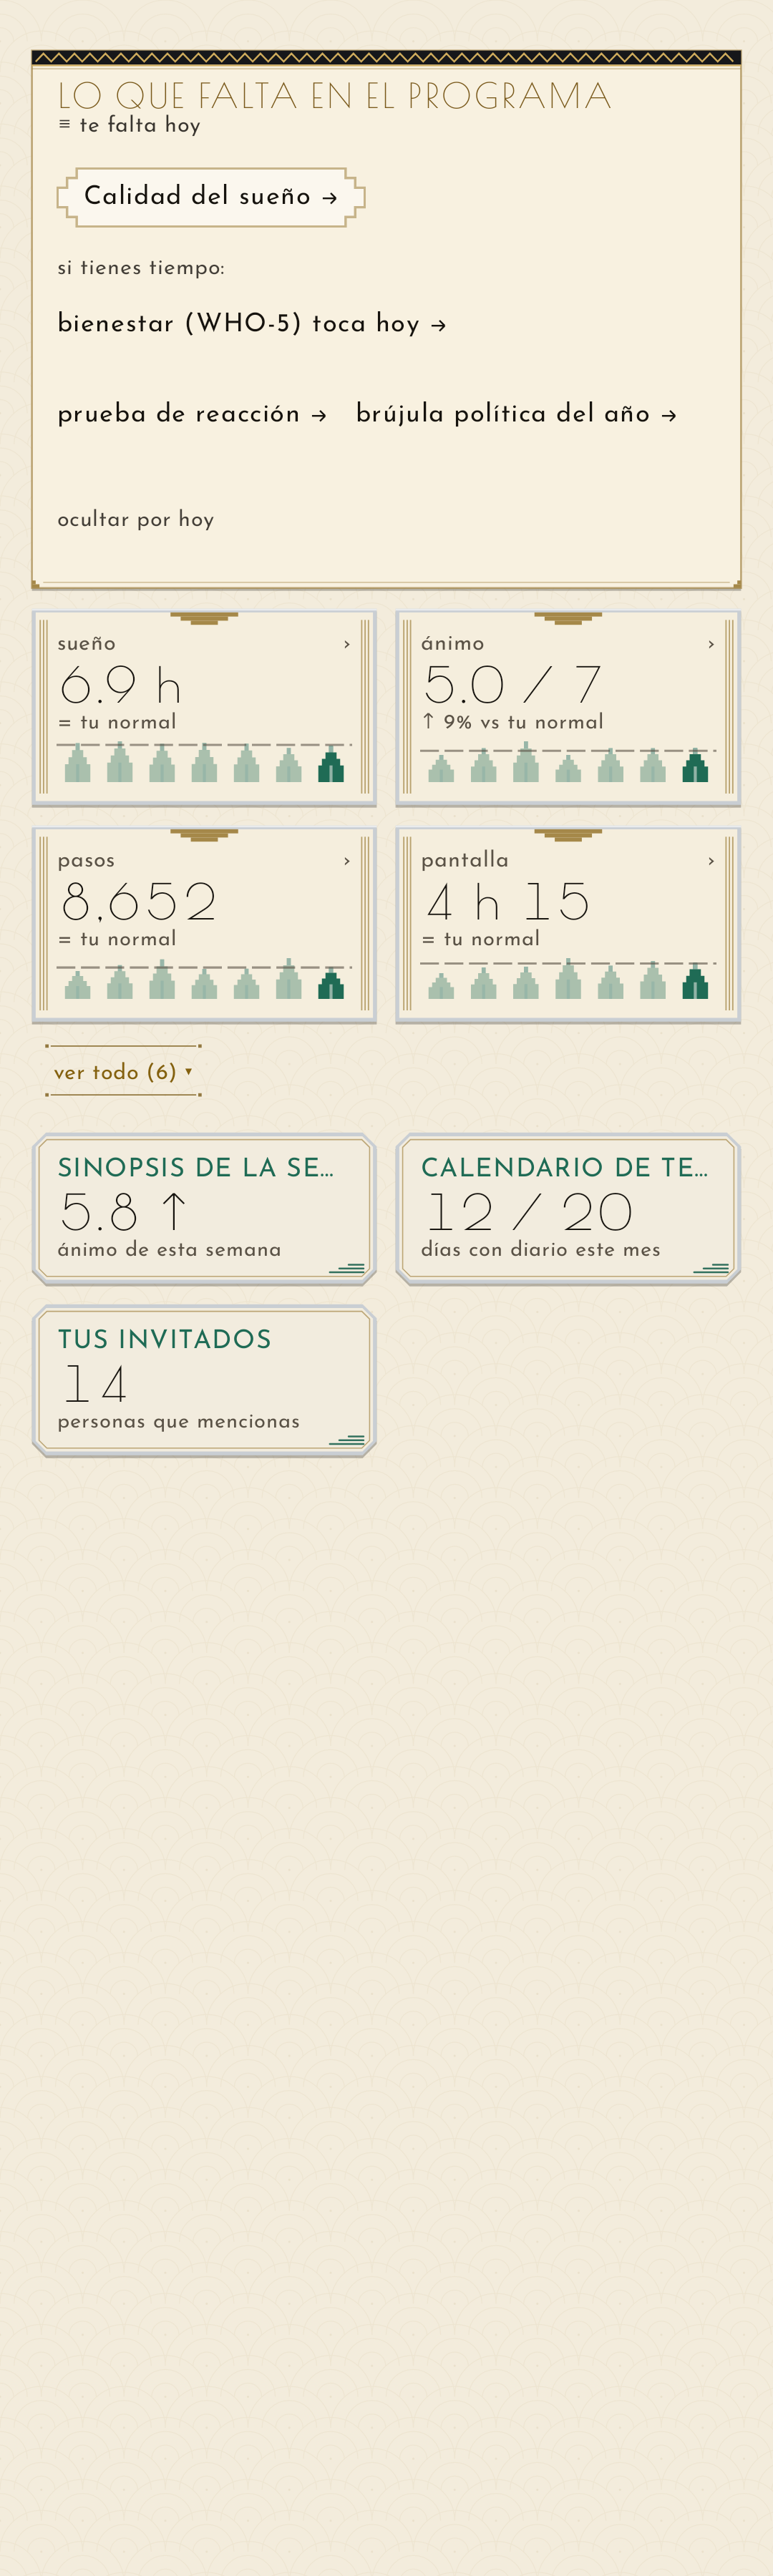 LO QUE FALTA EN EL PROGRAMA
≡ te falta hoy
Calidad del sueño →
si tienes tiempo:
bienestar (WHO-5) toca hoy →
prueba de reacción → brújula política del año →
ocultar por hoy
sueño ›
6.9 h
= tu normal
ánimo ›
5.0 / 7
↑ 9% vs tu normal
pasos ›
8,652
= tu normal
pantalla ›
4 h 15
= tu normal
ver todo (6) ▾
SINOPSIS DE LA SE...
5.8 ↑
ánimo de esta semana
CALENDARIO DE TE...
12 / 20
días con diario este mes
TUS INVITADOS
14
personas que mencionas